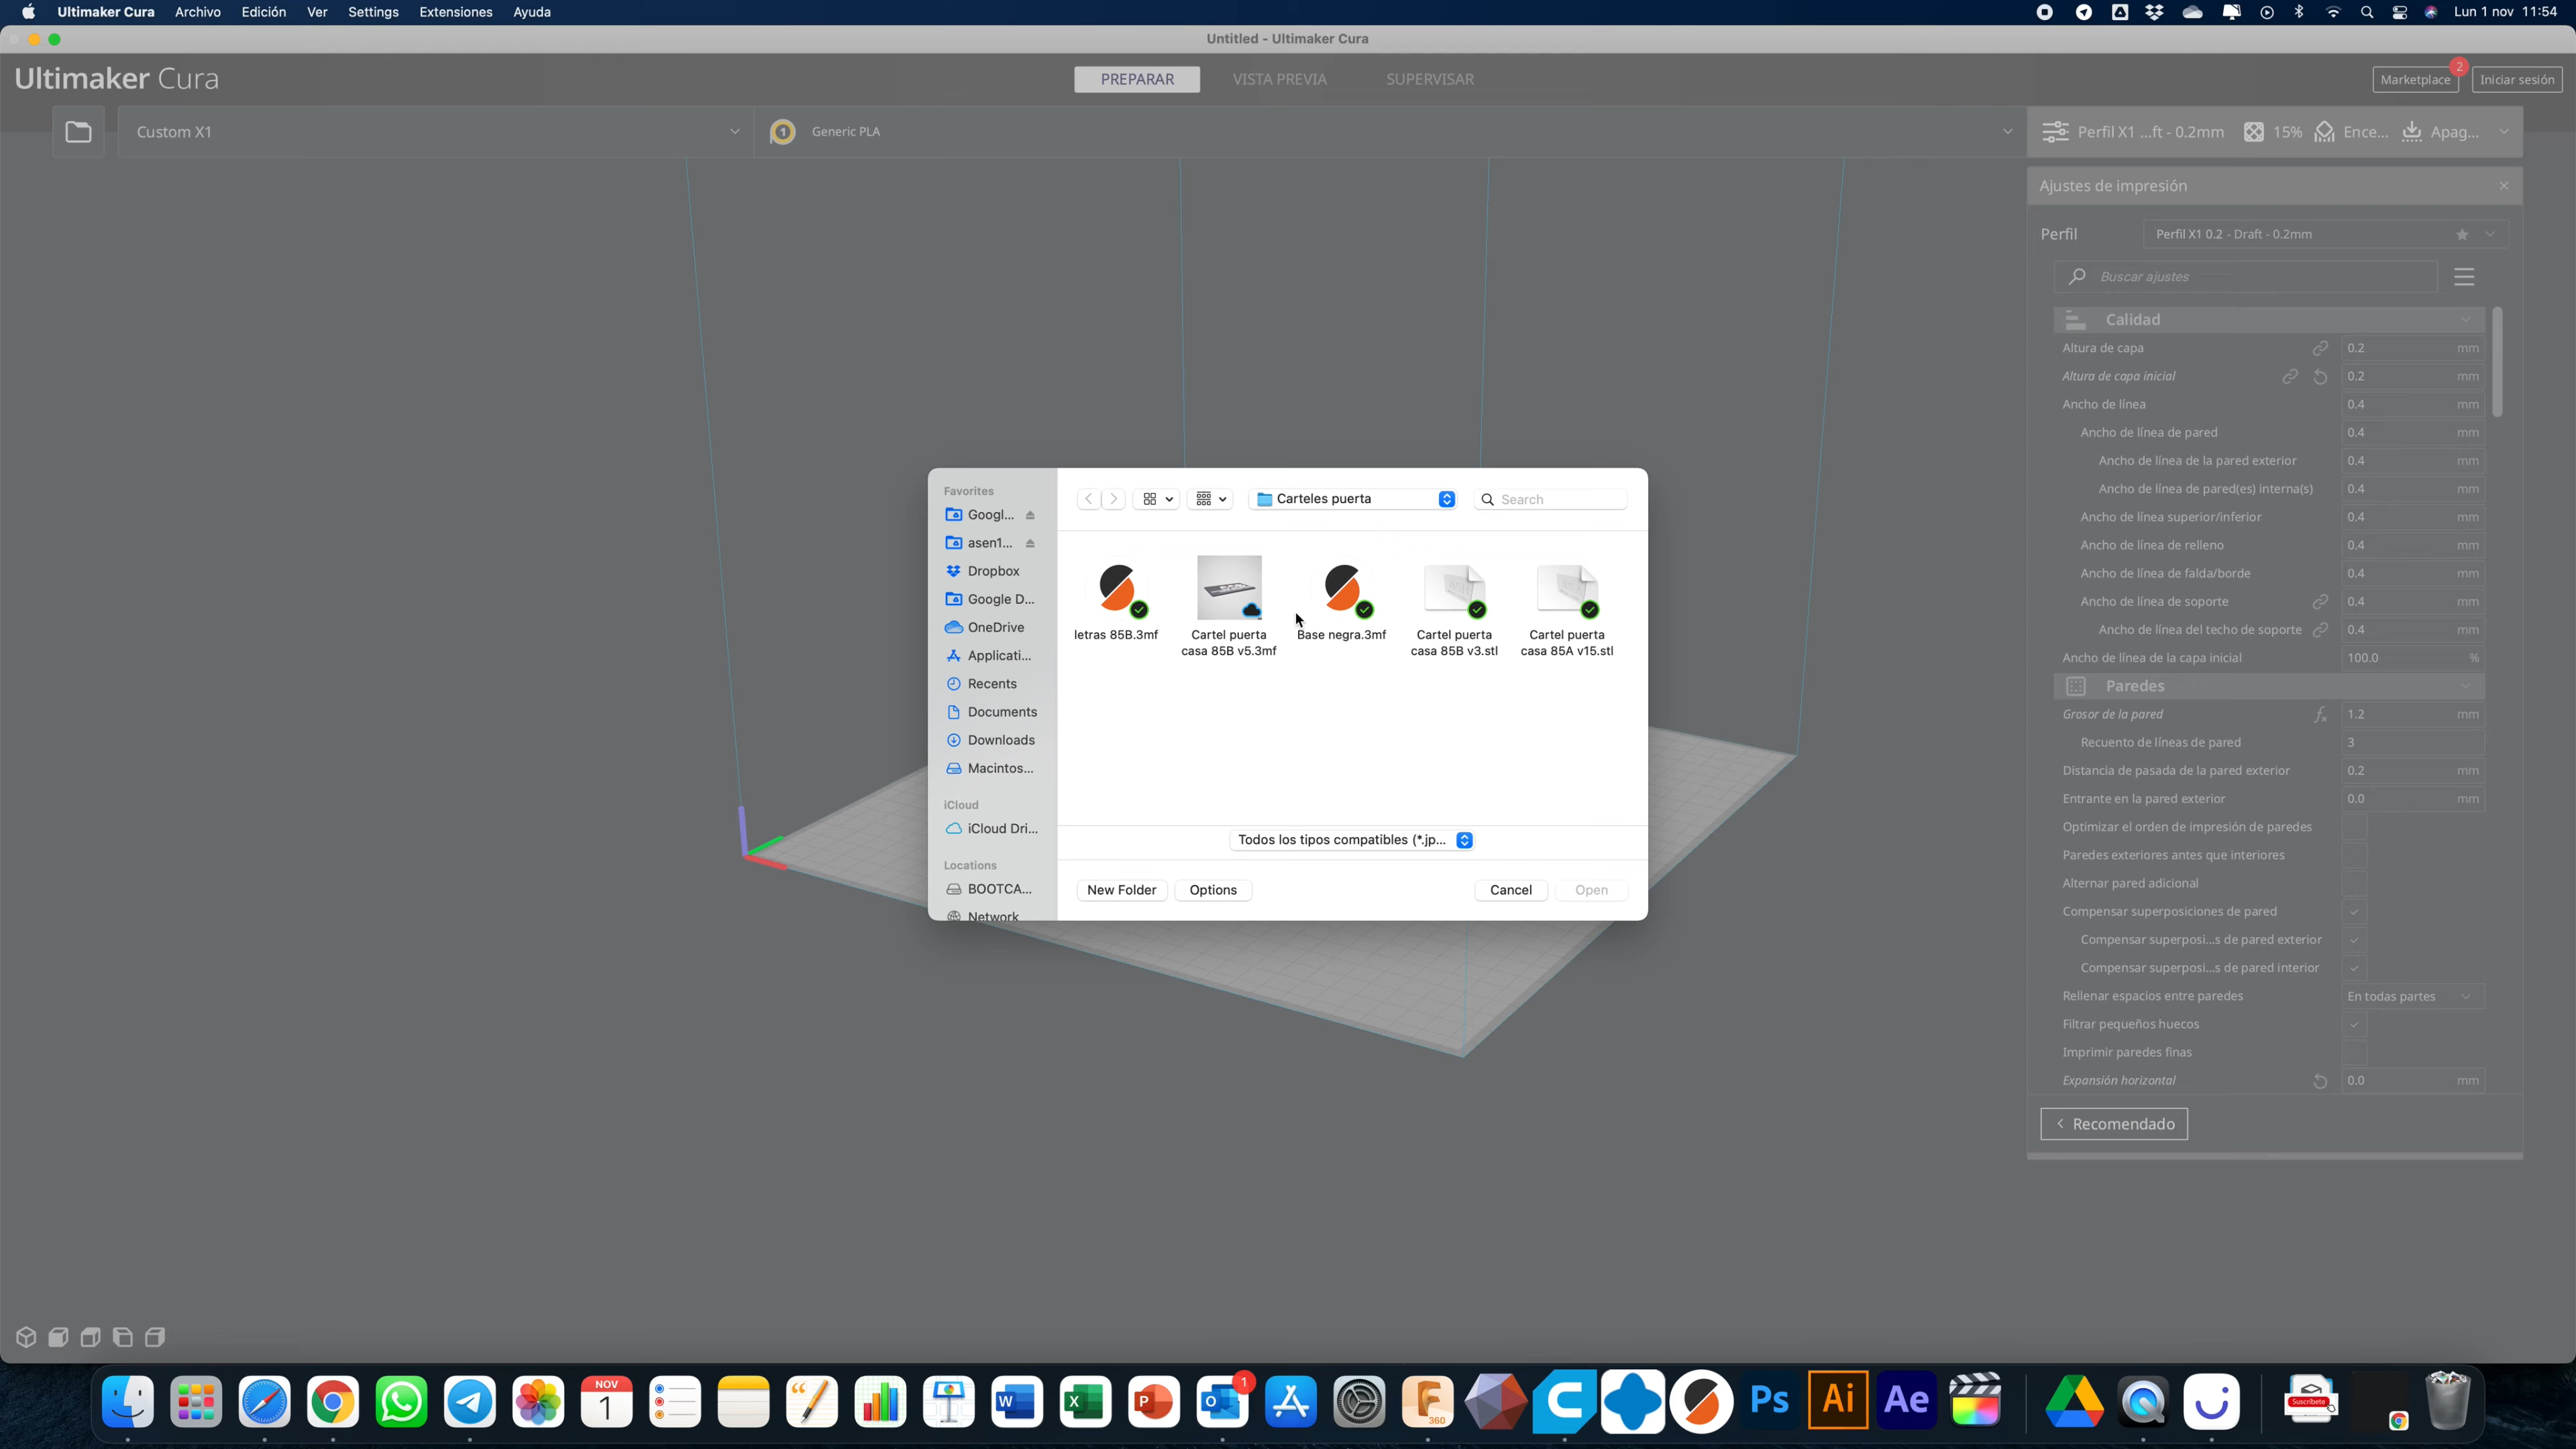 Ultimaker Cura Archivo Edición Ver Settings Extensiones Ayuda Lun 1 nov 11:54
Untitled - Ultimaker Cura
Ultimaker Cura PREPARAR VISTA PREVIA SUPERVISAR Marketplace 2 Iniciar sesión
Custom X1 1 Generic PLA Perfil X1 ...ft - 0.2mm 15% Ence... Apag...
Ajustes de impresión
Perfil Perfil X1 0.2 - Draft - 0.2mm
Buscar ajustes
Calidad
Altura de capa 0.2 mm
Altura de capa inicial 0.2 mm
Ancho de línea 0.4 mm
Ancho de línea de pared 0.4 mm
Ancho de línea de la pared exterior 0.4 mm
Ancho de línea de pared(es) interna(s) 0.4 mm
Ancho de línea superior/inferior 0.4 mm
Ancho de línea de relleno 0.4 mm
Ancho de línea de falda/borde 0.4 mm
Ancho de línea de soporte 0.4 mm
Ancho de línea del techo de soporte 0.4 mm
Ancho de línea de la capa inicial 100.0 %
Paredes
Grosor de la pared 1.2 mm
Recuento de líneas de pared 3
Distancia de pasada de la pared exterior 0.2 mm
Entrante en la pared exterior 0.0 mm
Optimizar el orden de impresión de paredes
Paredes exteriores antes que interiores
Alternar pared adicional
Compensar superposiciones de pared
Compensar superposi...s de pared exterior
Compensar superposi...s de pared interior
Rellenar espacios entre paredes En todas partes
Filtrar pequeños huecos
Imprimir paredes finas
Expansión horizontal 0.0 mm
Recomendado
Favorites
Googl...
asen1...
Dropbox
Google D...
OneDrive
Applicati...
Recents
Documents
Downloads
Macintos...
iCloud
iCloud Dri...
Locations
BOOTCA...
Network
Carteles puerta Search
letras 85B.3mf
Cartel puerta
casa 85B v5.3mf
Base negra.3mf
Cartel puerta
casa 85B v3.stl
Cartel puerta
casa 85A v15.stl
Todos los tipos compatibles (*.jp...
New Folder Options Cancel Open
NOV
1
W X P O 1 F 360 C Ps Ai Ae
Suscríbete